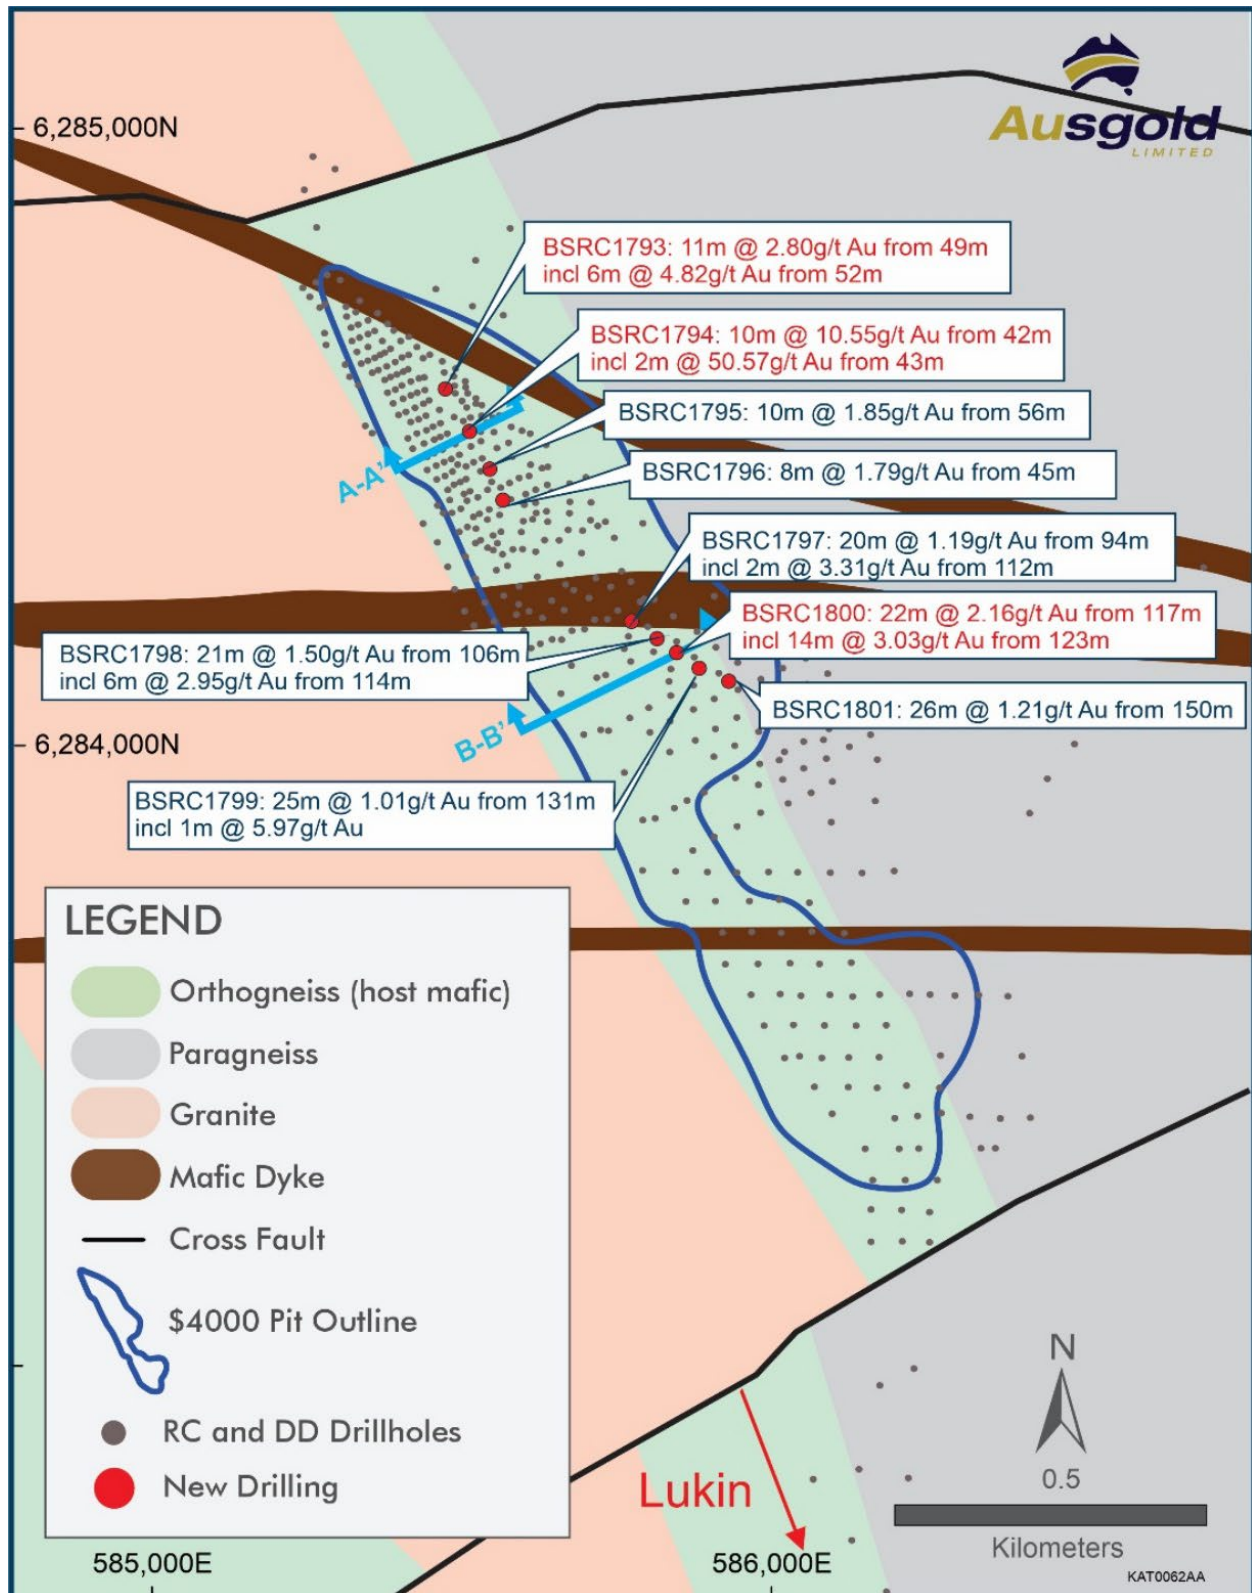 Ausgold
LIMITED
6,285,000N
BSRC1793: 11m @ 2.80g/t Au from 49m
incl 6m @ 4.82g/t Au from 52m
BSRC1794: 10m @ 10.55g/t Au from 42m
incl 2m @ 50.57g/t Au from 43m
BSRC1795: 10m @ 1.85g/t Au from 56m
BSRC1796: 8m @ 1.79g/t Au from 45m
A-A'
BSRC1797: 20m @ 1.19g/t Au from 94m
incl 2m @ 3.31g/t Au from 112m
BSRC1800: 22m @ 2.16g/t Au from 117m
incl 14m @ 3.03g/t Au from 123m
BSRC1798: 21m @ 1.50g/t Au from 106m
incl 6m @ 2.95g/t Au from 114m
BSRC1801: 26m @ 1.21g/t Au from 150m
B-B'
6,284,000N
BSRC1799: 25m @ 1.01g/t Au from 131m
incl 1m @ 5.97g/t Au
LEGEND
Orthogneiss (host mafic)
Paragneiss
Granite
Mafic Dyke
Cross Fault
$4000 Pit Outline
RC and DD Drillholes
New Drilling
Lukin
N
0.5
Kilometers
585,000E
586,000E
KAT0062AA